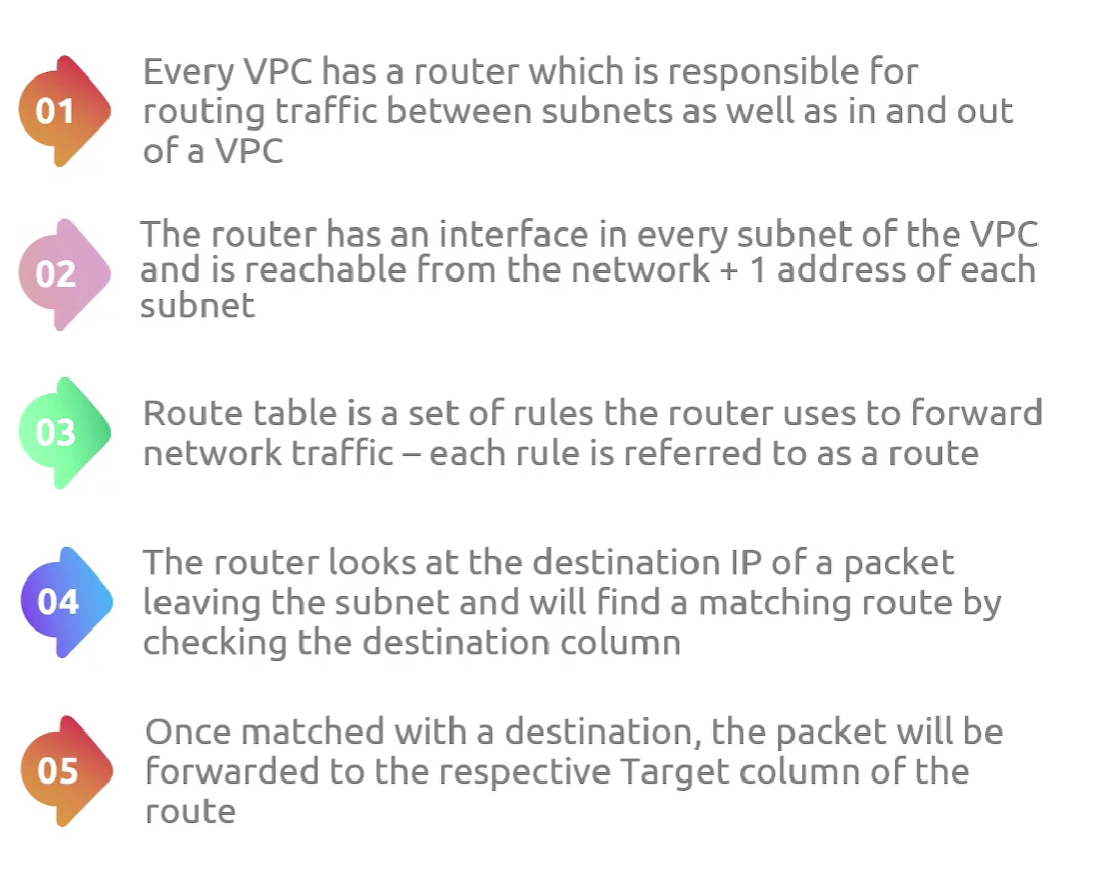 01
Every VPC has a router which is responsible for
routing traffic between subnets as well as in and out
of a VPC
02
The router has an interface in every subnet of the VPC
and is reachable from the network + 1 address of each
subnet
03
Route table is a set of rules the router uses to forward
network traffic – each rule is referred to as a route
04
The router looks at the destination IP of a packet
leaving the subnet and will find a matching route by
checking the destination column
05
Once matched with a destination, the packet will be
forwarded to the respective Target column of the
route